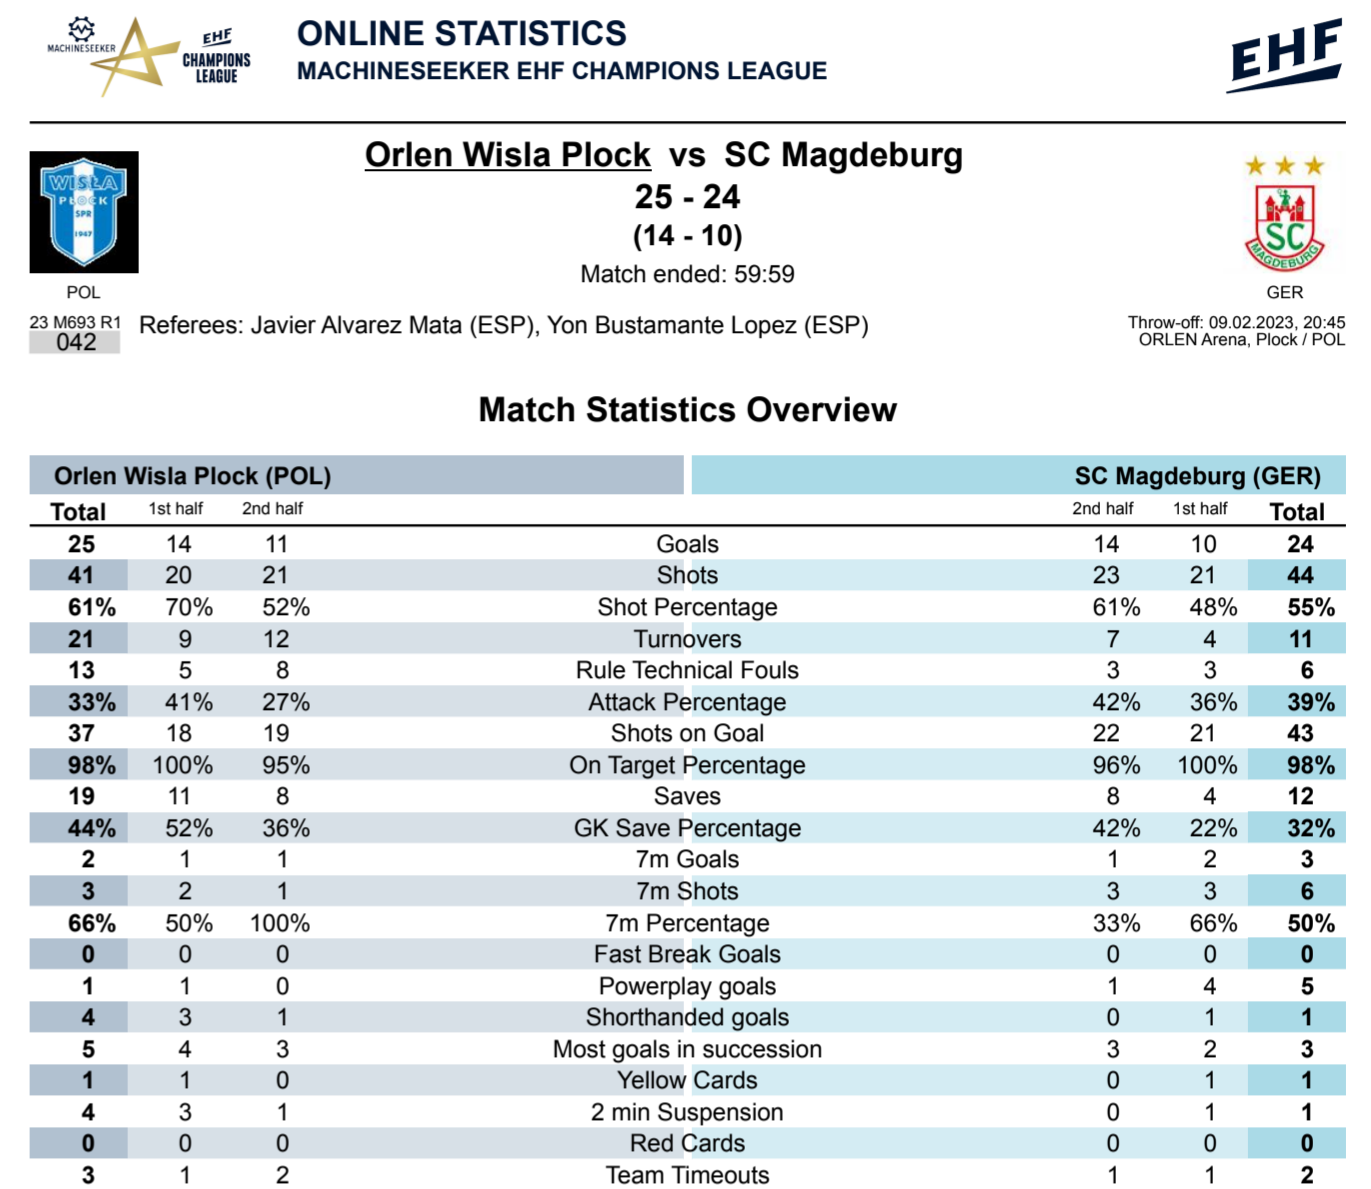 MACHINESEEKER
EHF
CHAMPIONS
LEAGUE
ONLINE STATISTICS
MACHINESEEKER EHF CHAMPIONS LEAGUE
EHF
WISŁA
PŁOCK
SPR
1947
POL
23 M693 R1
042
Orlen Wisla Plock vs SC Magdeburg
25 - 24
(14 - 10)
Match ended: 59:59
Referees: Javier Alvarez Mata (ESP), Yon Bustamante Lopez (ESP)
SC
MAGDEBURG
GER
Throw-off: 09.02.2023, 20:45
ORLEN Arena, Plock / POL
Match Statistics Overview
Orlen Wisla Plock (POL) SC Magdeburg (GER)
Total 1st half 2nd half 2nd half 1st half Total
25 14 11 Goals 14 10 24
41 20 21 Shots 23 21 44
61% 70% 52% Shot Percentage 61% 48% 55%
21 9 12 Turnovers 7 4 11
13 5 8 Rule Technical Fouls 3 3 6
33% 41% 27% Attack Percentage 42% 36% 39%
37 18 19 Shots on Goal 22 21 43
98% 100% 95% On Target Percentage 96% 100% 98%
19 11 8 Saves 8 4 12
44% 52% 36% GK Save Percentage 42% 22% 32%
2 1 1 7m Goals 1 2 3
3 2 1 7m Shots 3 3 6
66% 50% 100% 7m Percentage 33% 66% 50%
0 0 0 Fast Break Goals 0 0 0
1 1 0 Powerplay goals 1 4 5
4 3 1 Shorthanded goals 0 1 1
5 4 3 Most goals in succession 3 2 3
1 1 0 Yellow Cards 0 1 1
4 3 1 2 min Suspension 0 1 1
0 0 0 Red Cards 0 0 0
3 1 2 Team Timeouts 1 1 2